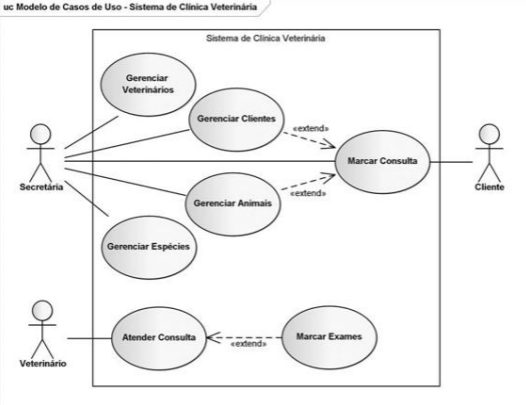 uc Modelo de Casos de Uso - Sistema de Clínica Veterinária
Sistema de Clínica Veterinária
Gerenciar
Veterinários
Gerenciar Clientes
«extend»
Marcar Consulta
Secretária
Cliente
«extend»
Gerenciar Animais
Gerenciar Espécies
Atender Consulta
«extend»
Marcar Exames
Veterinário